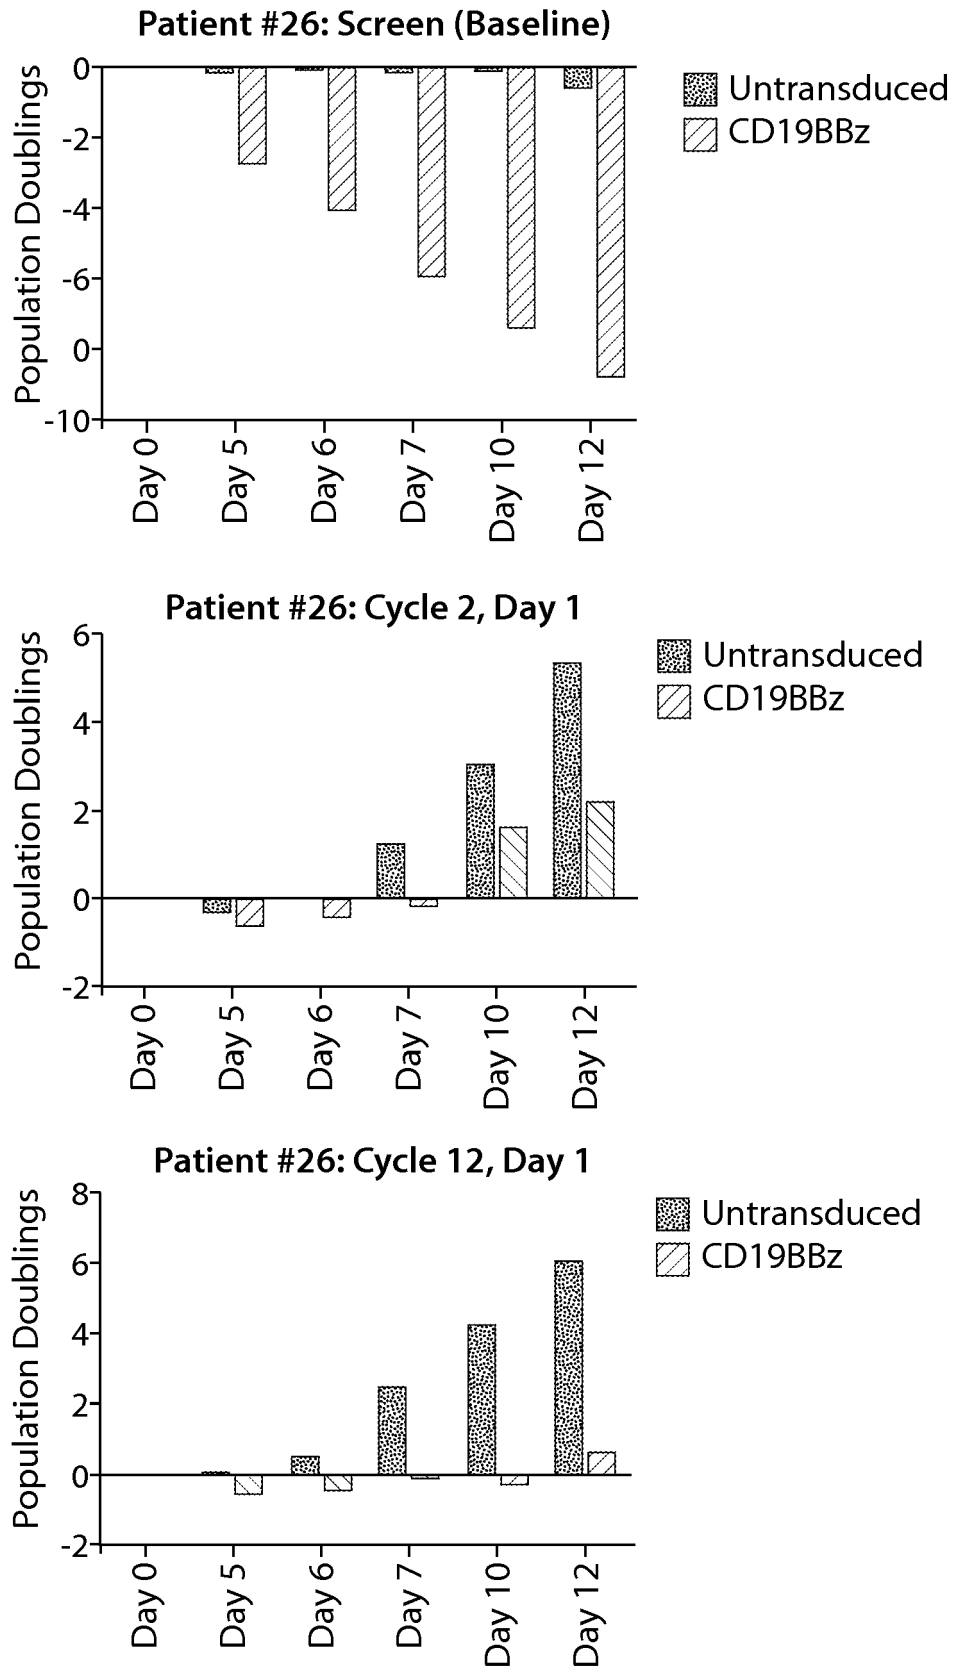 Patient #26: Screen (Baseline)
Population Doublings
0
-2
-4
-6
0
-10
Day 0
Day 5
Day 6
Day 7
Day 10
Day 12
Untransduced
CD19BBz
Patient #26: Cycle 2, Day 1
Population Doublings
6
4
2
0
-2
Day 0
Day 5
Day 6
Day 7
Day 10
Day 12
Untransduced
CD19BBz
Patient #26: Cycle 12, Day 1
Population Doublings
8
6
4
2
0
-2
Day 0
Day 5
Day 6
Day 7
Day 10
Day 12
Untransduced
CD19BBz